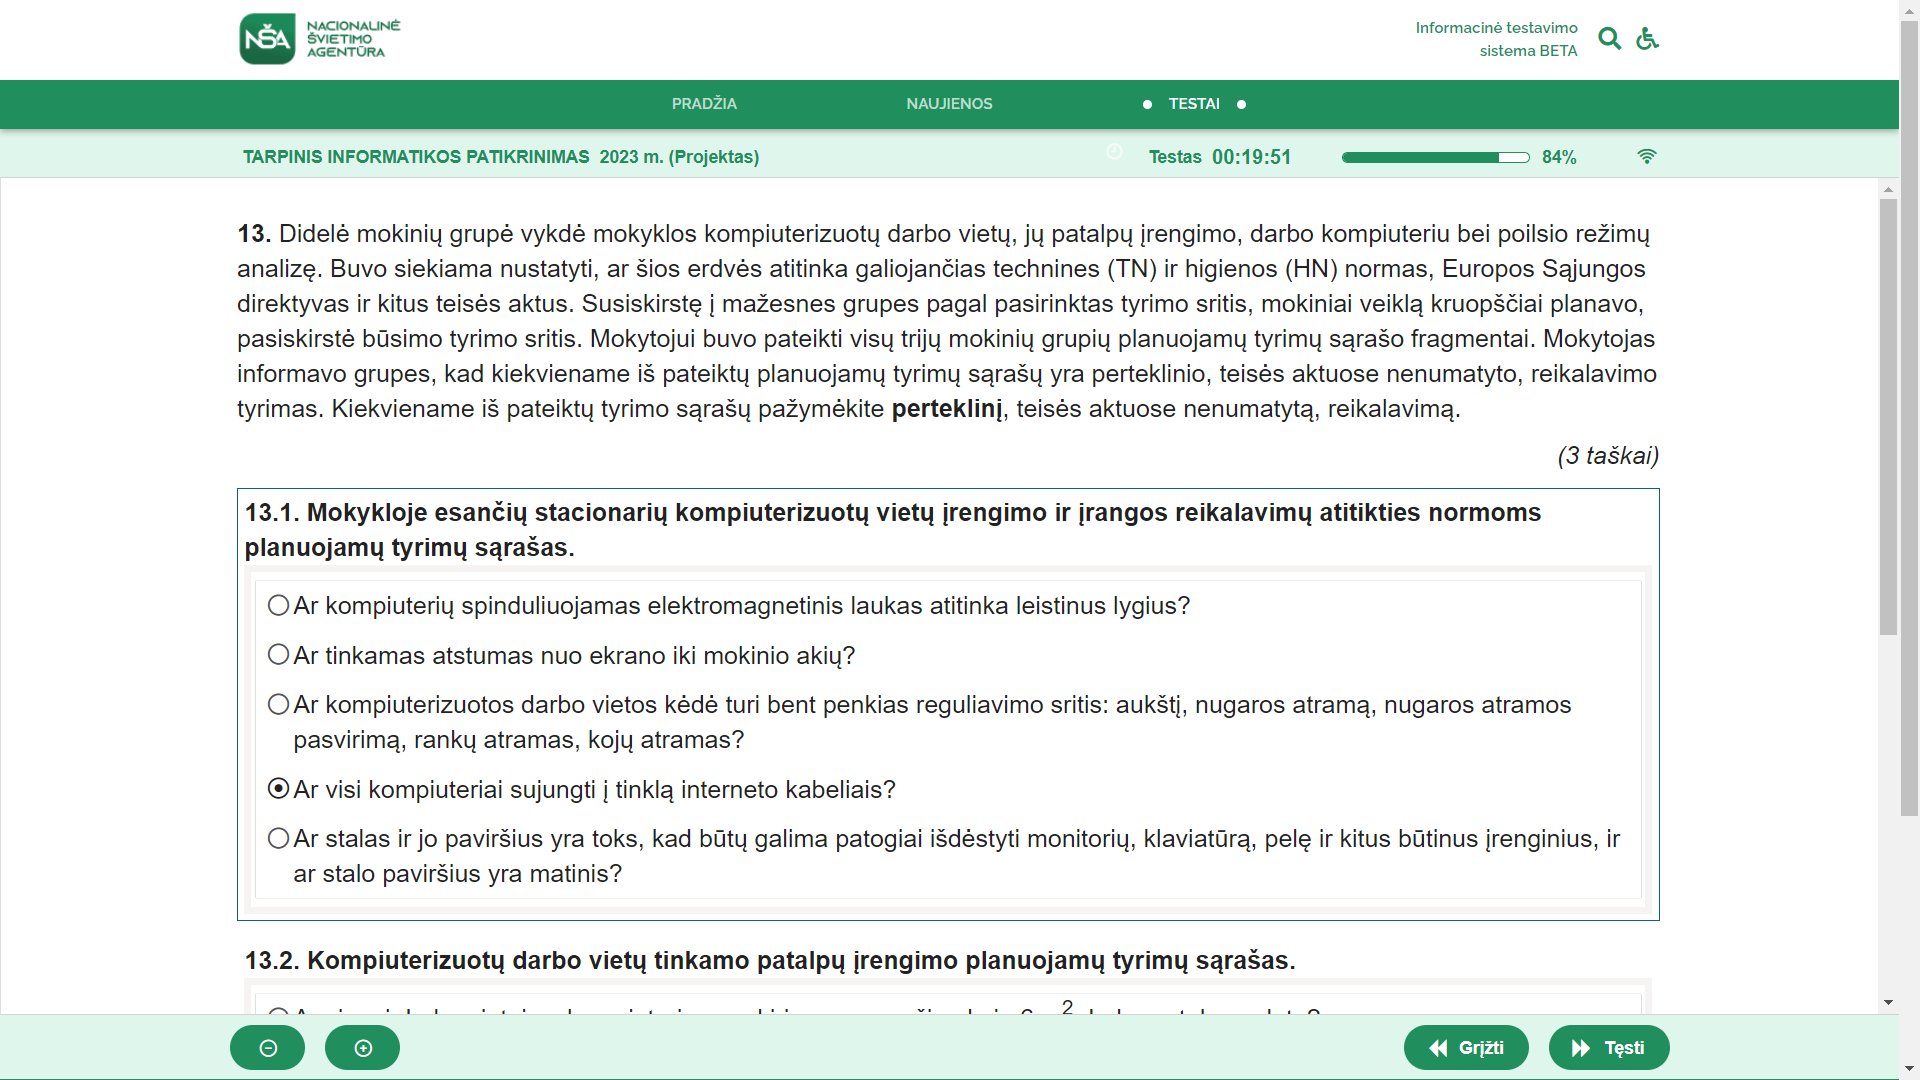 NŠA
NACIONALINĖ
ŠVIETIMO
AGENTŪRA
Informacinė testavimo
sistema BETA
PRADŽIA NAUJIENOS TESTAI
TARPINIS INFORMATIKOS PATIKRINIMAS 2023 m. (Projektas) Testas 00:19:51 84%
13. Didelė mokinių grupė vykdė mokyklos kompiuterizuotų darbo vietų, jų patalpų įrengimo, darbo kompiuteriu bei poilsio režimų
analizę. Buvo siekiama nustatyti, ar šios erdvės atitinka galiojančias technines (TN) ir higienos (HN) normas, Europos Sąjungos
direktyvas ir kitus teisės aktus. Susiskirstę į mažesnes grupes pagal pasirinktas tyrimo sritis, mokiniai veiklą kruopščiai planavo,
pasiskirstė būsimo tyrimo sritis. Mokytojui buvo pateikti visų trijų mokinių grupių planuojamų tyrimų sąrašo fragmentai. Mokytojas
informavo grupes, kad kiekviename iš pateiktų planuojamų tyrimų sąrašų yra perteklinio, teisės aktuose nenumatyto, reikalavimo
tyrimas. Kiekviename iš pateiktų tyrimo sąrašų pažymėkite perteklinį, teisės aktuose nenumatytą, reikalavimą.
(3 taškai)
13.1. Mokykloje esančių stacionarių kompiuterizuotų vietų įrengimo ir įrangos reikalavimų atitikties normoms
planuojamų tyrimų sąrašas.
Ar kompiuterių spinduliuojamas elektromagnetinis laukas atitinka leistinus lygius?
Ar tinkamas atstumas nuo ekrano iki mokinio akių?
Ar kompiuterizuotos darbo vietos kėdė turi bent penkias reguliavimo sritis: aukštį, nugaros atramą, nugaros atramos
pasvirimą, rankų atramas, kojų atramas?
Ar visi kompiuteriai sujungti į tinklą interneto kabeliais?
Ar stalas ir jo paviršius yra toks, kad būtų galima patogiai išdėstyti monitorių, klaviatūrą, pelę ir kitus būtinus įrenginius, ir
ar stalo paviršius yra matinis?
13.2. Kompiuterizuotų darbo vietų tinkamo patalpų įrengimo planuojamų tyrimų sąrašas.
Grįžti Tęsti